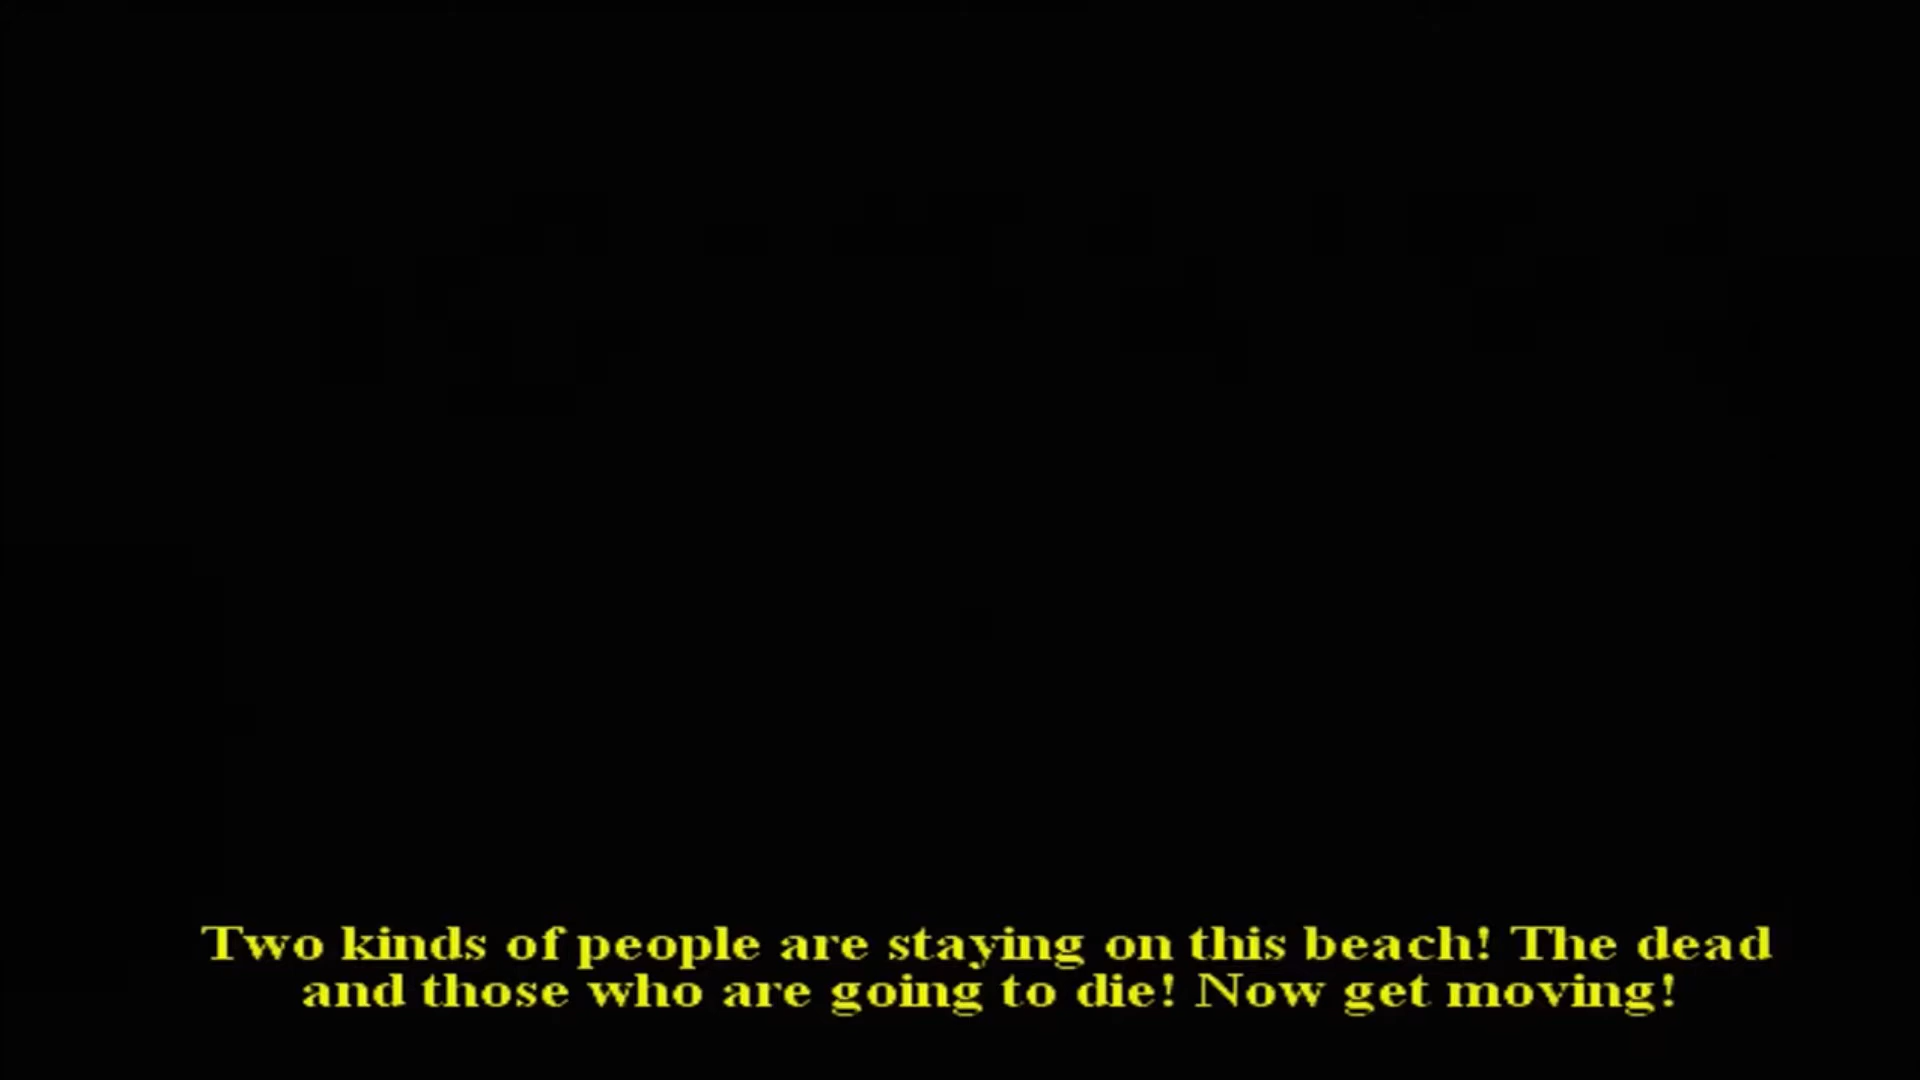 Two kinds of people are staying on this beach! The dead
and those who are going to die! Now get moving!